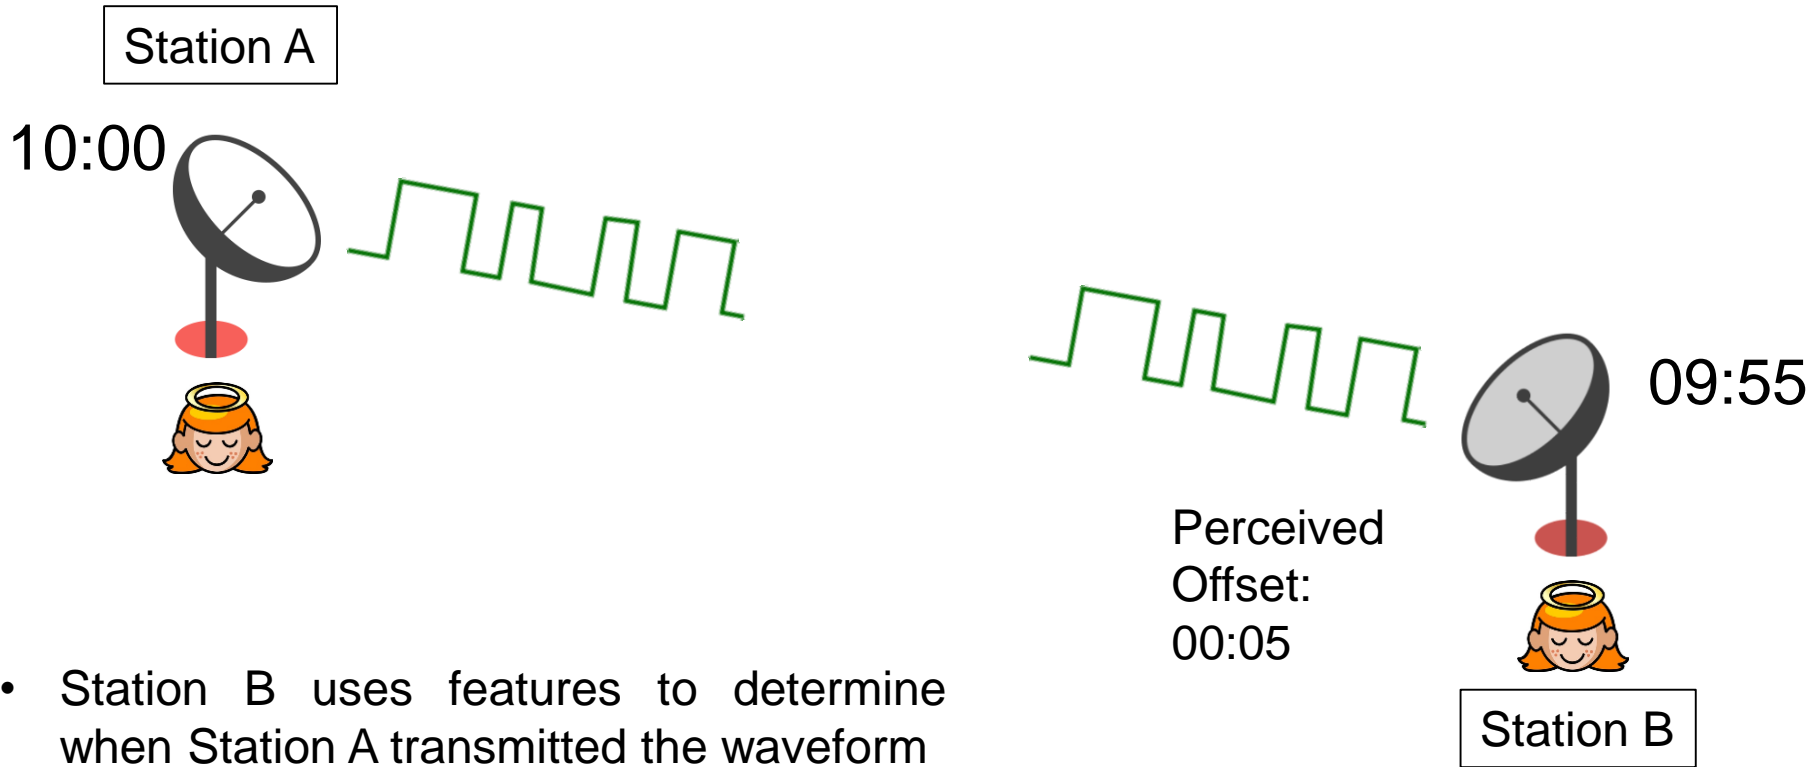 Station A
10:00
09:55
Perceived
Offset:
00:05
• Station B uses features to determine
when Station A transmitted the waveform
Station B